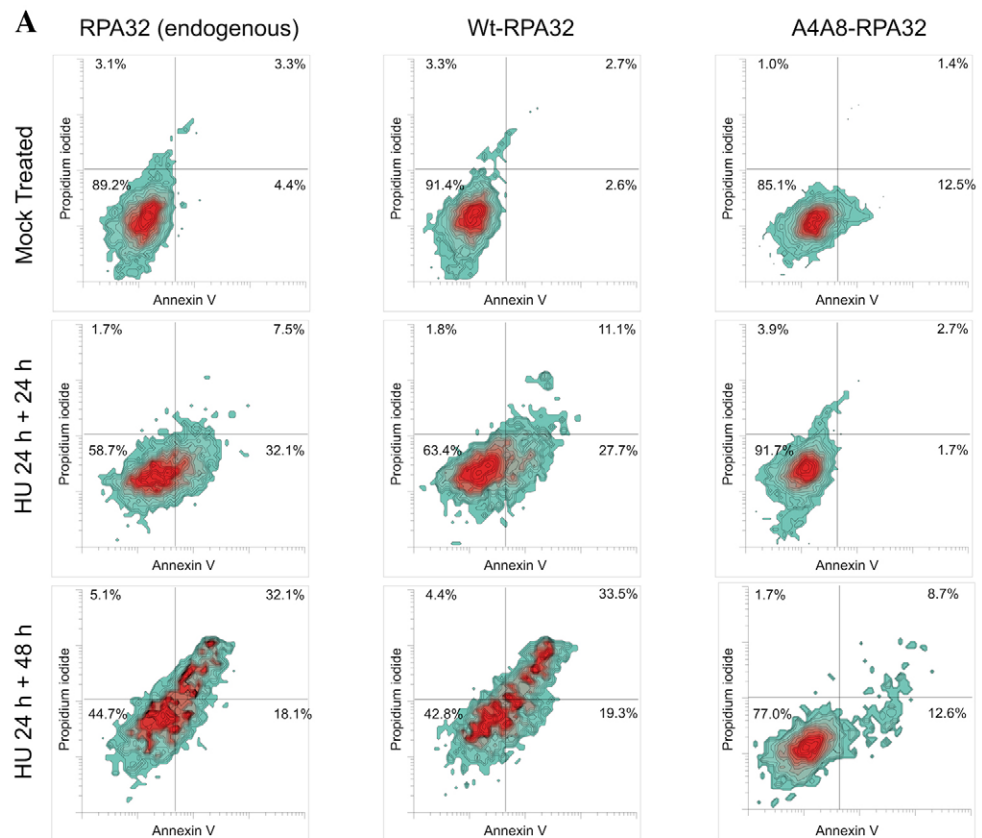 A
RPA32 (endogenous) Wt-RPA32 A4A8-RPA32
Mock Treated
3.1% 3.3%
89.2% 4.4%
Propidium iodide
Annexin V
3.3% 2.7%
91.4% 2.6%
Propidium iodide
Annexin V
1.0% 1.4%
85.1% 12.5%
Propidium iodide
Annexin V
HU 24 h + 24 h
1.7% 7.5%
58.7% 32.1%
Propidium iodide
Annexin V
1.8% 11.1%
63.4% 27.7%
Propidium iodide
Annexin V
3.9% 2.7%
91.7% 1.7%
Propidium iodide
Annexin V
HU 24 h + 48 h
5.1% 32.1%
44.7% 18.1%
Propidium iodide
Annexin V
4.4% 33.5%
42.8% 19.3%
Propidium iodide
Annexin V
1.7% 8.7%
77.0% 12.6%
Propidium iodide
Annexin V